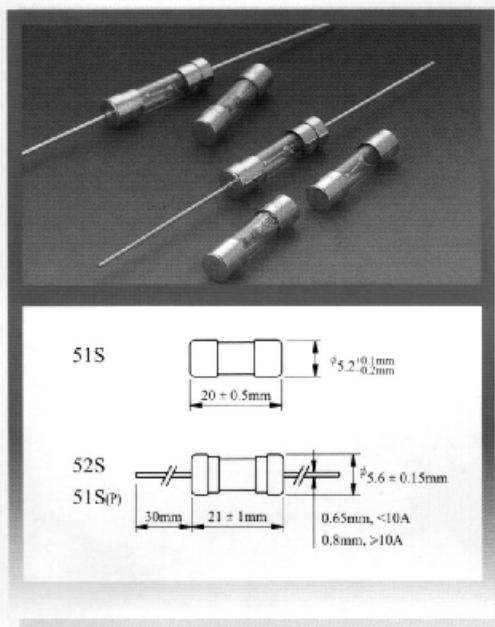 51S
ϕ5.2 +0.1mm -0.2mm
20 ± 0.5mm
52S
51S(P)
ϕ5.6 ± 0.15mm
30mm
21 ± 1mm
0.65mm, <10A
0.8mm, >10A